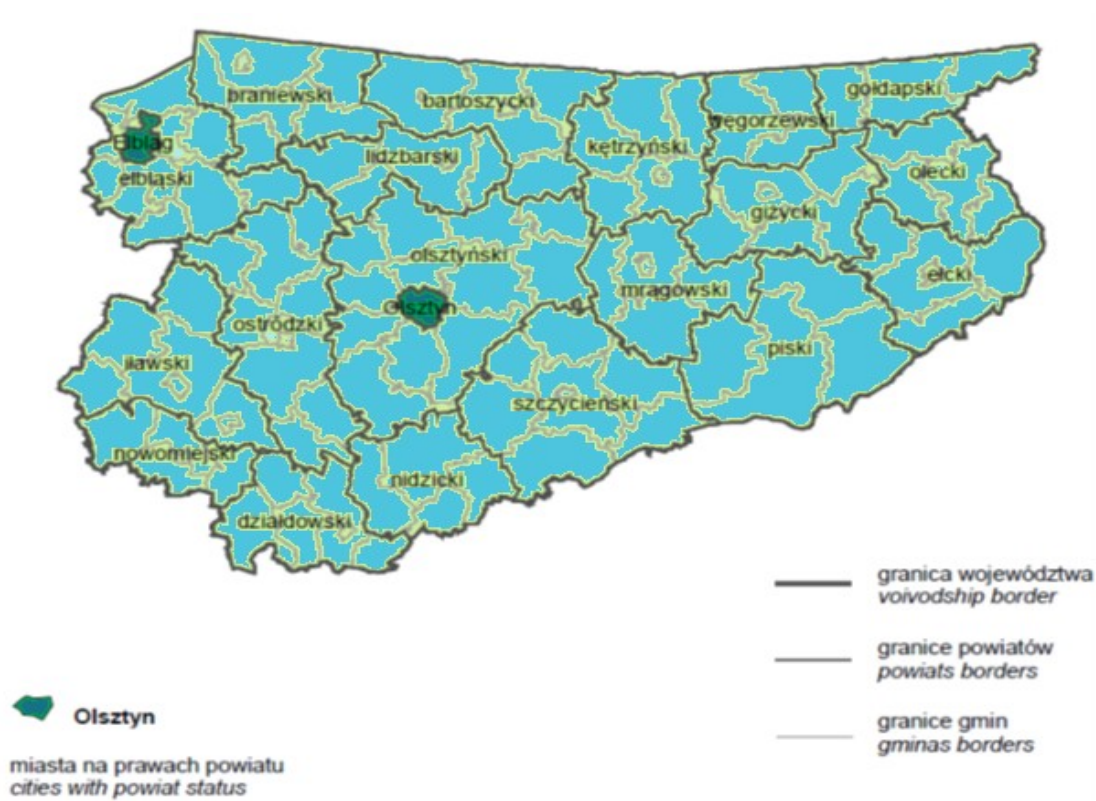 gołdapski
braniewski
bartoszycki
węgorzewski
Elbląg
kętrzyński
lidzbarski
olecki
elbląski
giżycki
olsztyński
ełcki
mrągowski
Olsztyn
ostródzki
piski
iławski
szczycieński
nowomiejski
nidzicki
działdowski
granica województwa
voivodship border
granice powiatów
powiats borders
granice gmin
gminas borders
Olsztyn
miasta na prawach powiatu
cities with powiat status